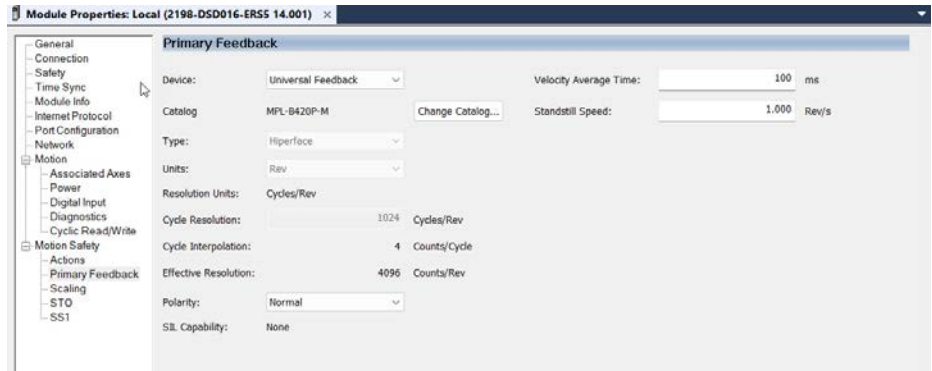 Module Properties: Local (2198-DSD016-ERS5 14.001) ×
General
Connection
Safety
Time Sync
Module Info
Internet Protocol
Port Configuration
Network
Motion
Associated Axes
Power
Digital Input
Diagnostics
Cyclic Read/Write
Motion Safety
Actions
Primary Feedback
Scaling
STO
SS1
Primary Feedback
Device: Universal Feedback
Catalog MPL-B420P-M Change Catalog...
Type: Hiperface
Units: Rev
Resolution Units: Cycles/Rev
Cycle Resolution: 1024 Cycles/Rev
Cycle Interpolation: 4 Counts/Cycle
Effective Resolution: 4096 Counts/Rev
Polarity: Normal
SIL Capability: None
Velocity Average Time: 100 ms
Standstill Speed: 1.000 Rev/s